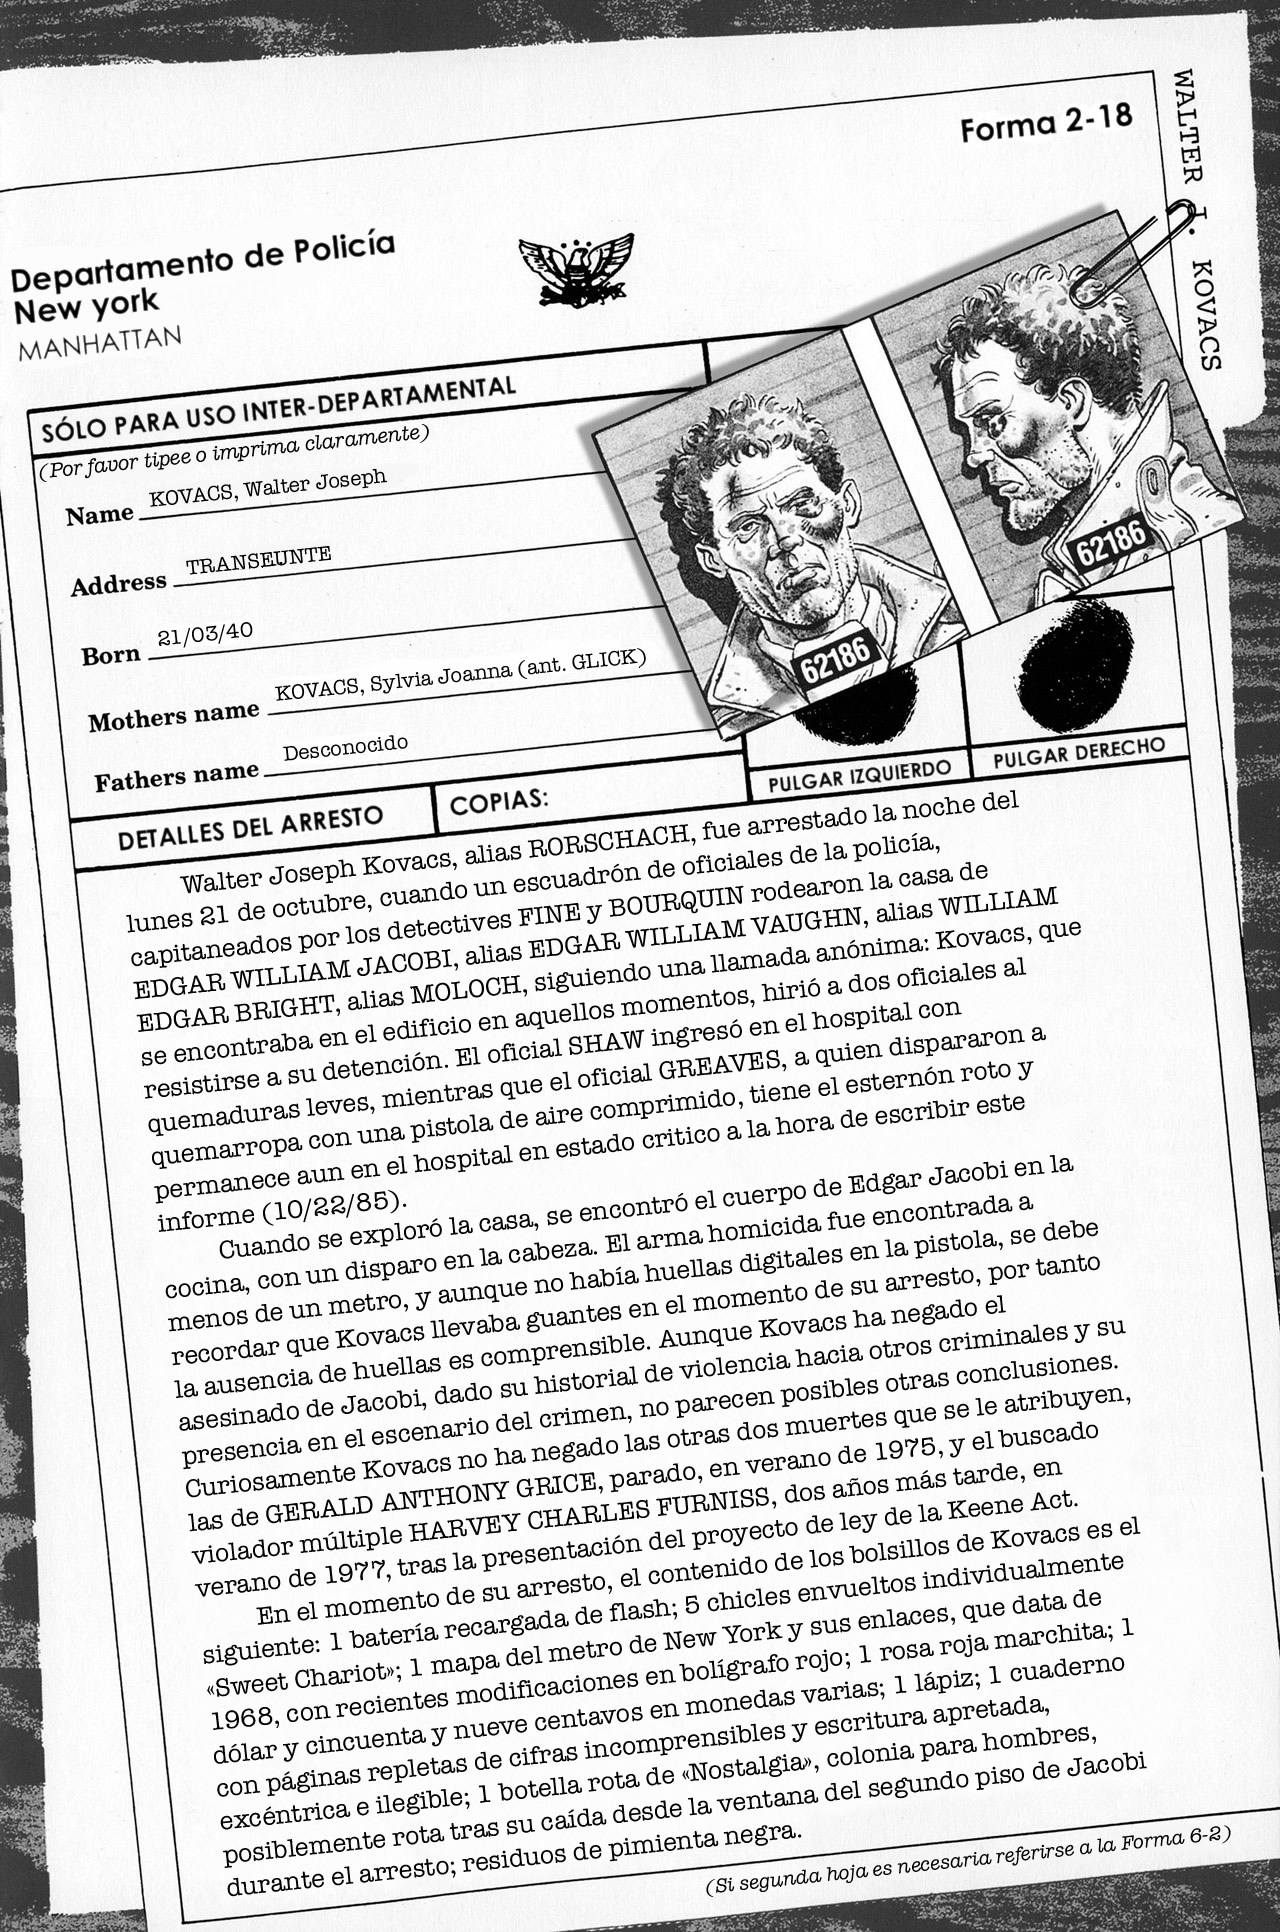 WALTER J. KOVACS
Forma 2-18
Departamento de Policía
New york
MANHATTAN
SÓLO PARA USO INTER-DEPARTAMENTAL
(Por favor tipee o imprima claramente)
Name KOVACS, Walter Joseph
Address TRANSEUNTE
Born 21/03/40
Mothers name KOVACS, Sylvia Joanna (ant. GLICK)
Fathers name Desconocido
62186
62186
PULGAR IZQUIERDO
PULGAR DERECHO
DETALLES DEL ARRESTO
COPIAS:
Walter Joseph Kovacs, alias RORSCHACH, fue arrestado la noche del
lunes 21 de octubre, cuando un escuadrón de oficiales de la policía,
capitaneados por los detectives FINE y BOURQUIN rodearon la casa de
EDGAR WILLIAM JACOBI, alias EDGAR WILLIAM VAUGHN, alias WILLIAM
EDGAR BRIGHT, alias MOLOCH, siguiendo una llamada anónima: Kovacs, que
se encontraba en el edificio en aquellos momentos, hirió a dos oficiales al
resistirse a su detención. El oficial SHAW ingresó en el hospital con
quemaduras leves, mientras que el oficial GREAVES, a quien dispararon a
quemarropa con una pistola de aire comprimido, tiene el esternón roto y
permanece aun en el hospital en estado critico a la hora de escribir este
informe (10/22/85).
Cuando se exploró la casa, se encontró el cuerpo de Edgar Jacobi en la
cocina, con un disparo en la cabeza. El arma homicida fue encontrada a
menos de un metro, y aunque no había huellas digitales en la pistola, se debe
recordar que Kovacs llevaba guantes en el momento de su arresto, por tanto
la ausencia de huellas es comprensible. Aunque Kovacs ha negado el
asesinado de Jacobi, dado su historial de violencia hacia otros criminales y su
presencia en el escenario del crimen, no parecen posibles otras conclusiones.
Curiosamente Kovacs no ha negado las otras dos muertes que se le atribuyen,
las de GERALD ANTHONY GRICE, parado, en verano de 1975, y el buscado
violador múltiple HARVEY CHARLES FURNISS, dos años más tarde, en
verano de 1977, tras la presentación del proyecto de ley de la Keene Act.
En el momento de su arresto, el contenido de los bolsillos de Kovacs es el
siguiente: 1 batería recargada de flash; 5 chicles envueltos individualmente
«Sweet Chariot»; 1 mapa del metro de New York y sus enlaces, que data de
1968, con recientes modificaciones en bolígrafo rojo; 1 rosa roja marchita; 1
dólar y cincuenta y nueve centavos en monedas varias; 1 lápiz; 1 cuaderno
con páginas repletas de cifras incomprensibles y escritura apretada,
excéntrica e ilegible; 1 botella rota de «Nostalgia», colonia para hombres,
posiblemente rota tras su caída desde la ventana del segundo piso de Jacobi
durante el arresto; residuos de pimienta negra.
(Si segunda hoja es necesaria referirse a la Forma 6-2)